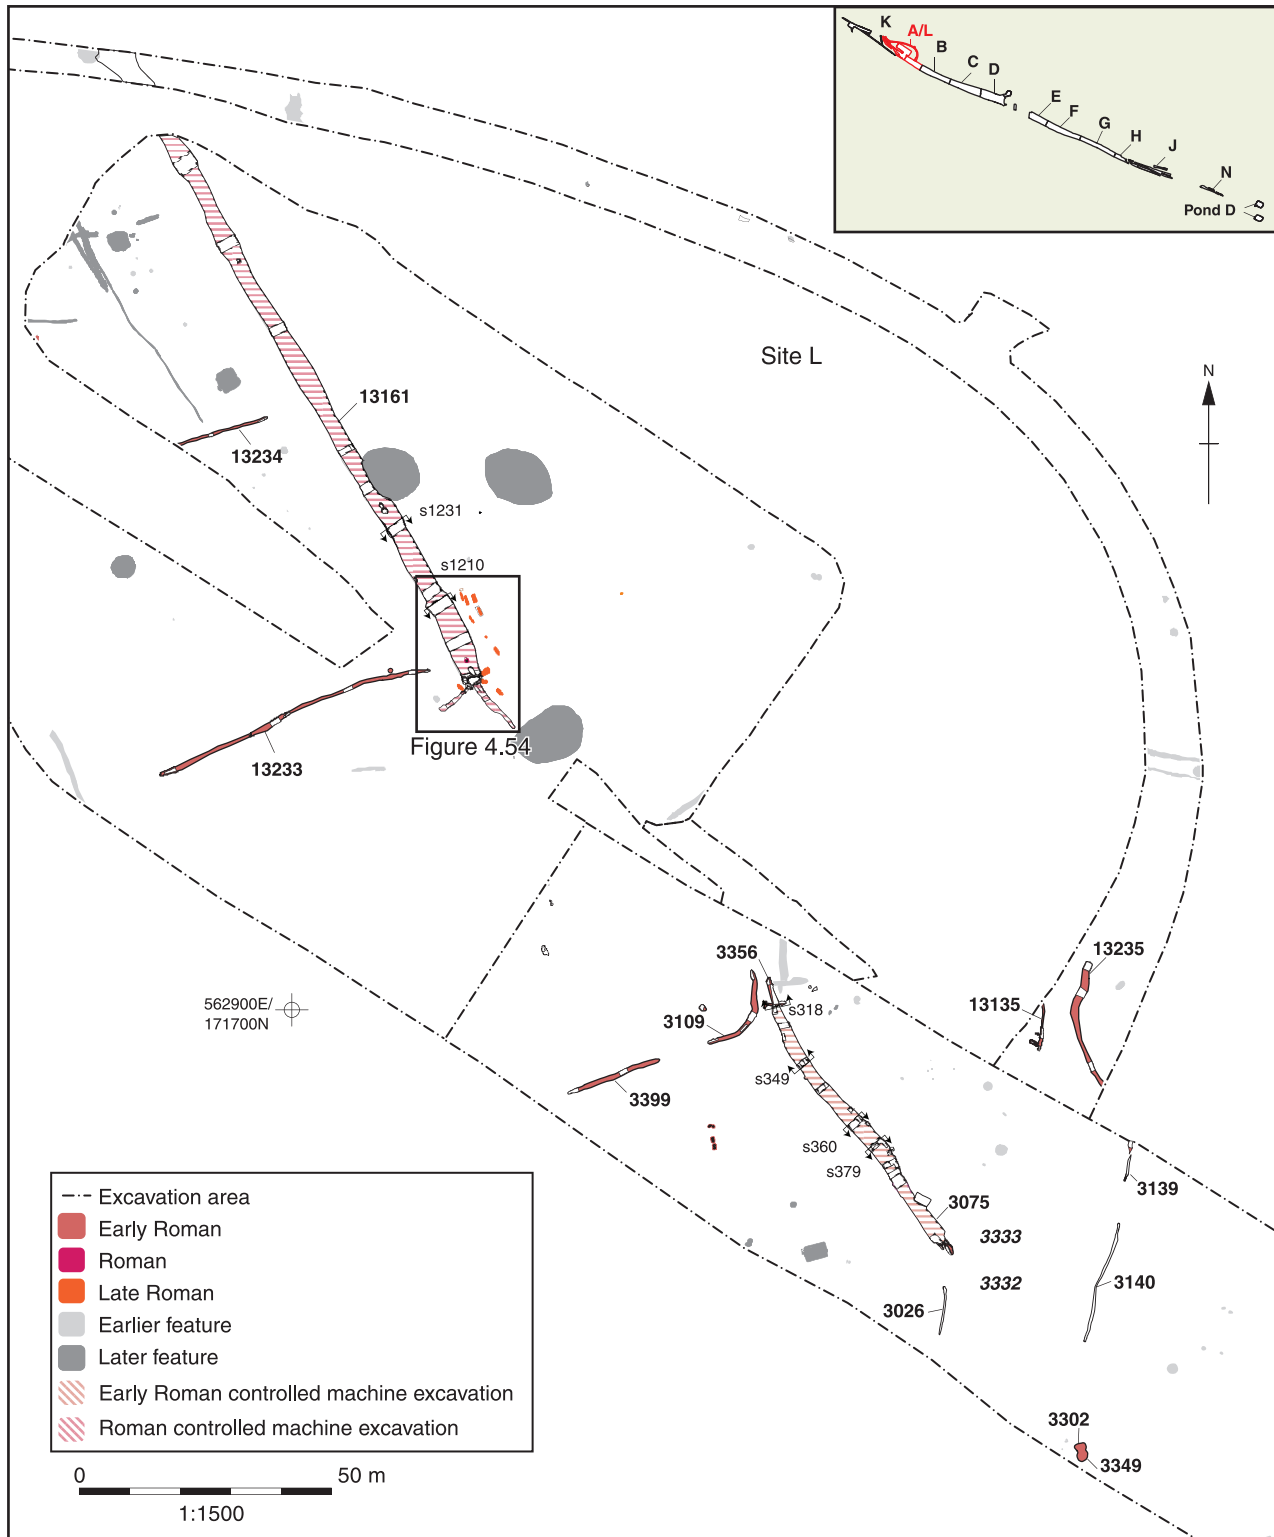 K
A/L
B
C
D
E
F
G
H
J
N
Pond D
Site L
N
13161
13234
s1231
s1210
Figure 4.54
13233
3356
13235
562900E/
171700N
s318
13135
3109
s349
3399
s360
s379
3139
3075
3333
3332
3140
3026
3302
3349
Excavation area
Early Roman
Roman
Late Roman
Earlier feature
Later feature
Early Roman controlled machine excavation
Roman controlled machine excavation
0 50 m
1:1500